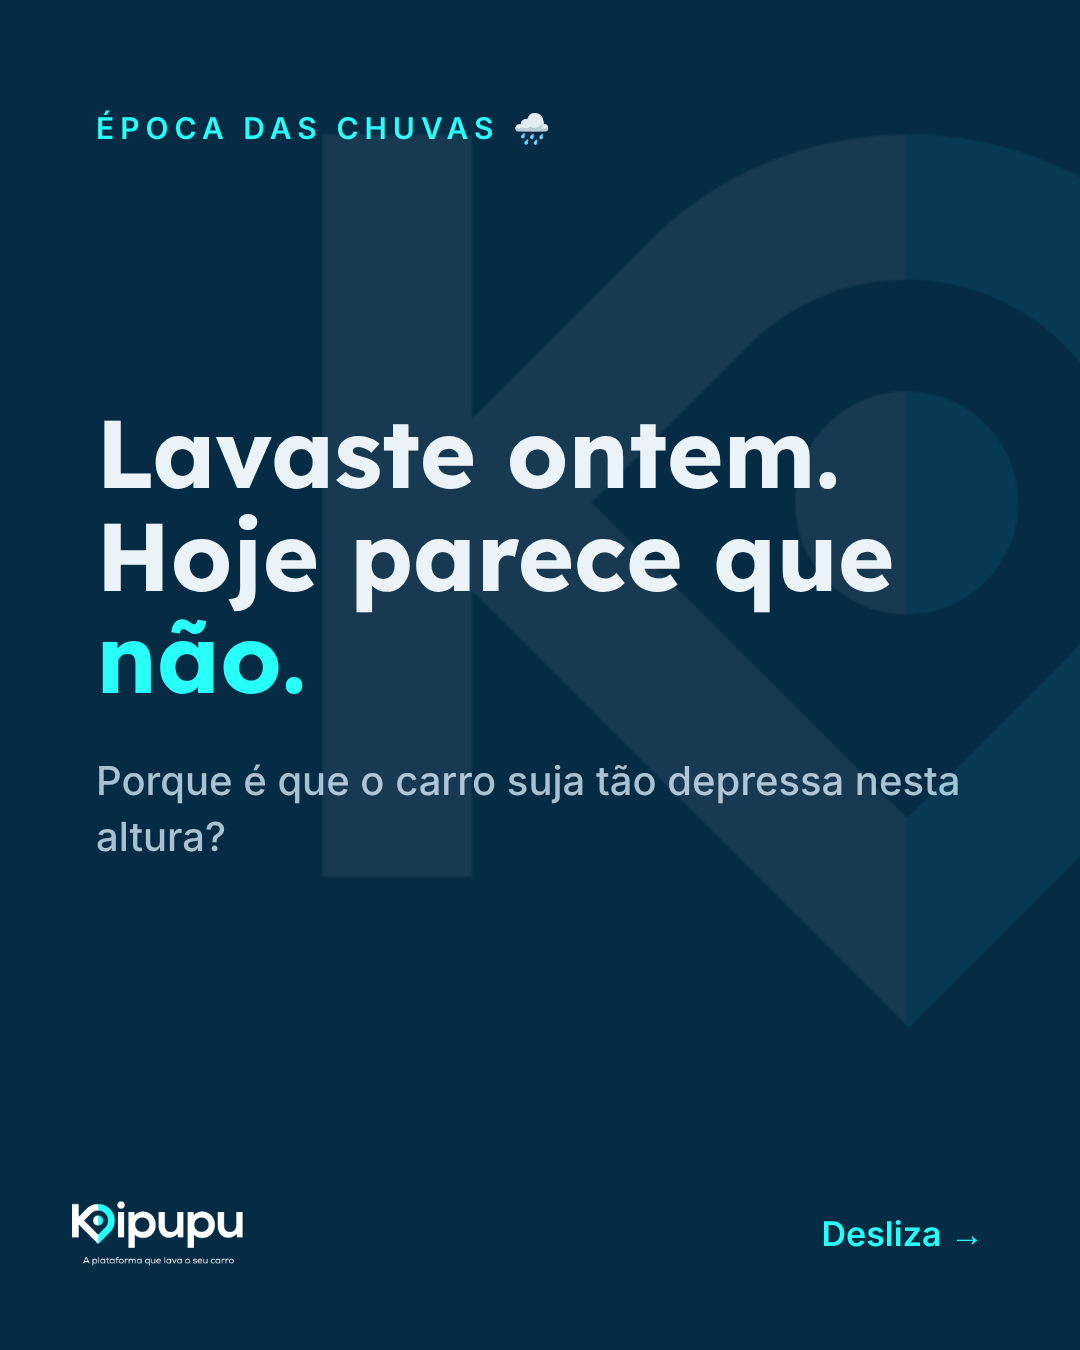 ÉPOCA DAS CHUVAS 🌧️
Lavaste ontem.
Hoje parece que
não.
Porque é que o carro suja tão depressa nesta
altura?
Kipupu
A plataforma que lava o seu carro
Desliza →